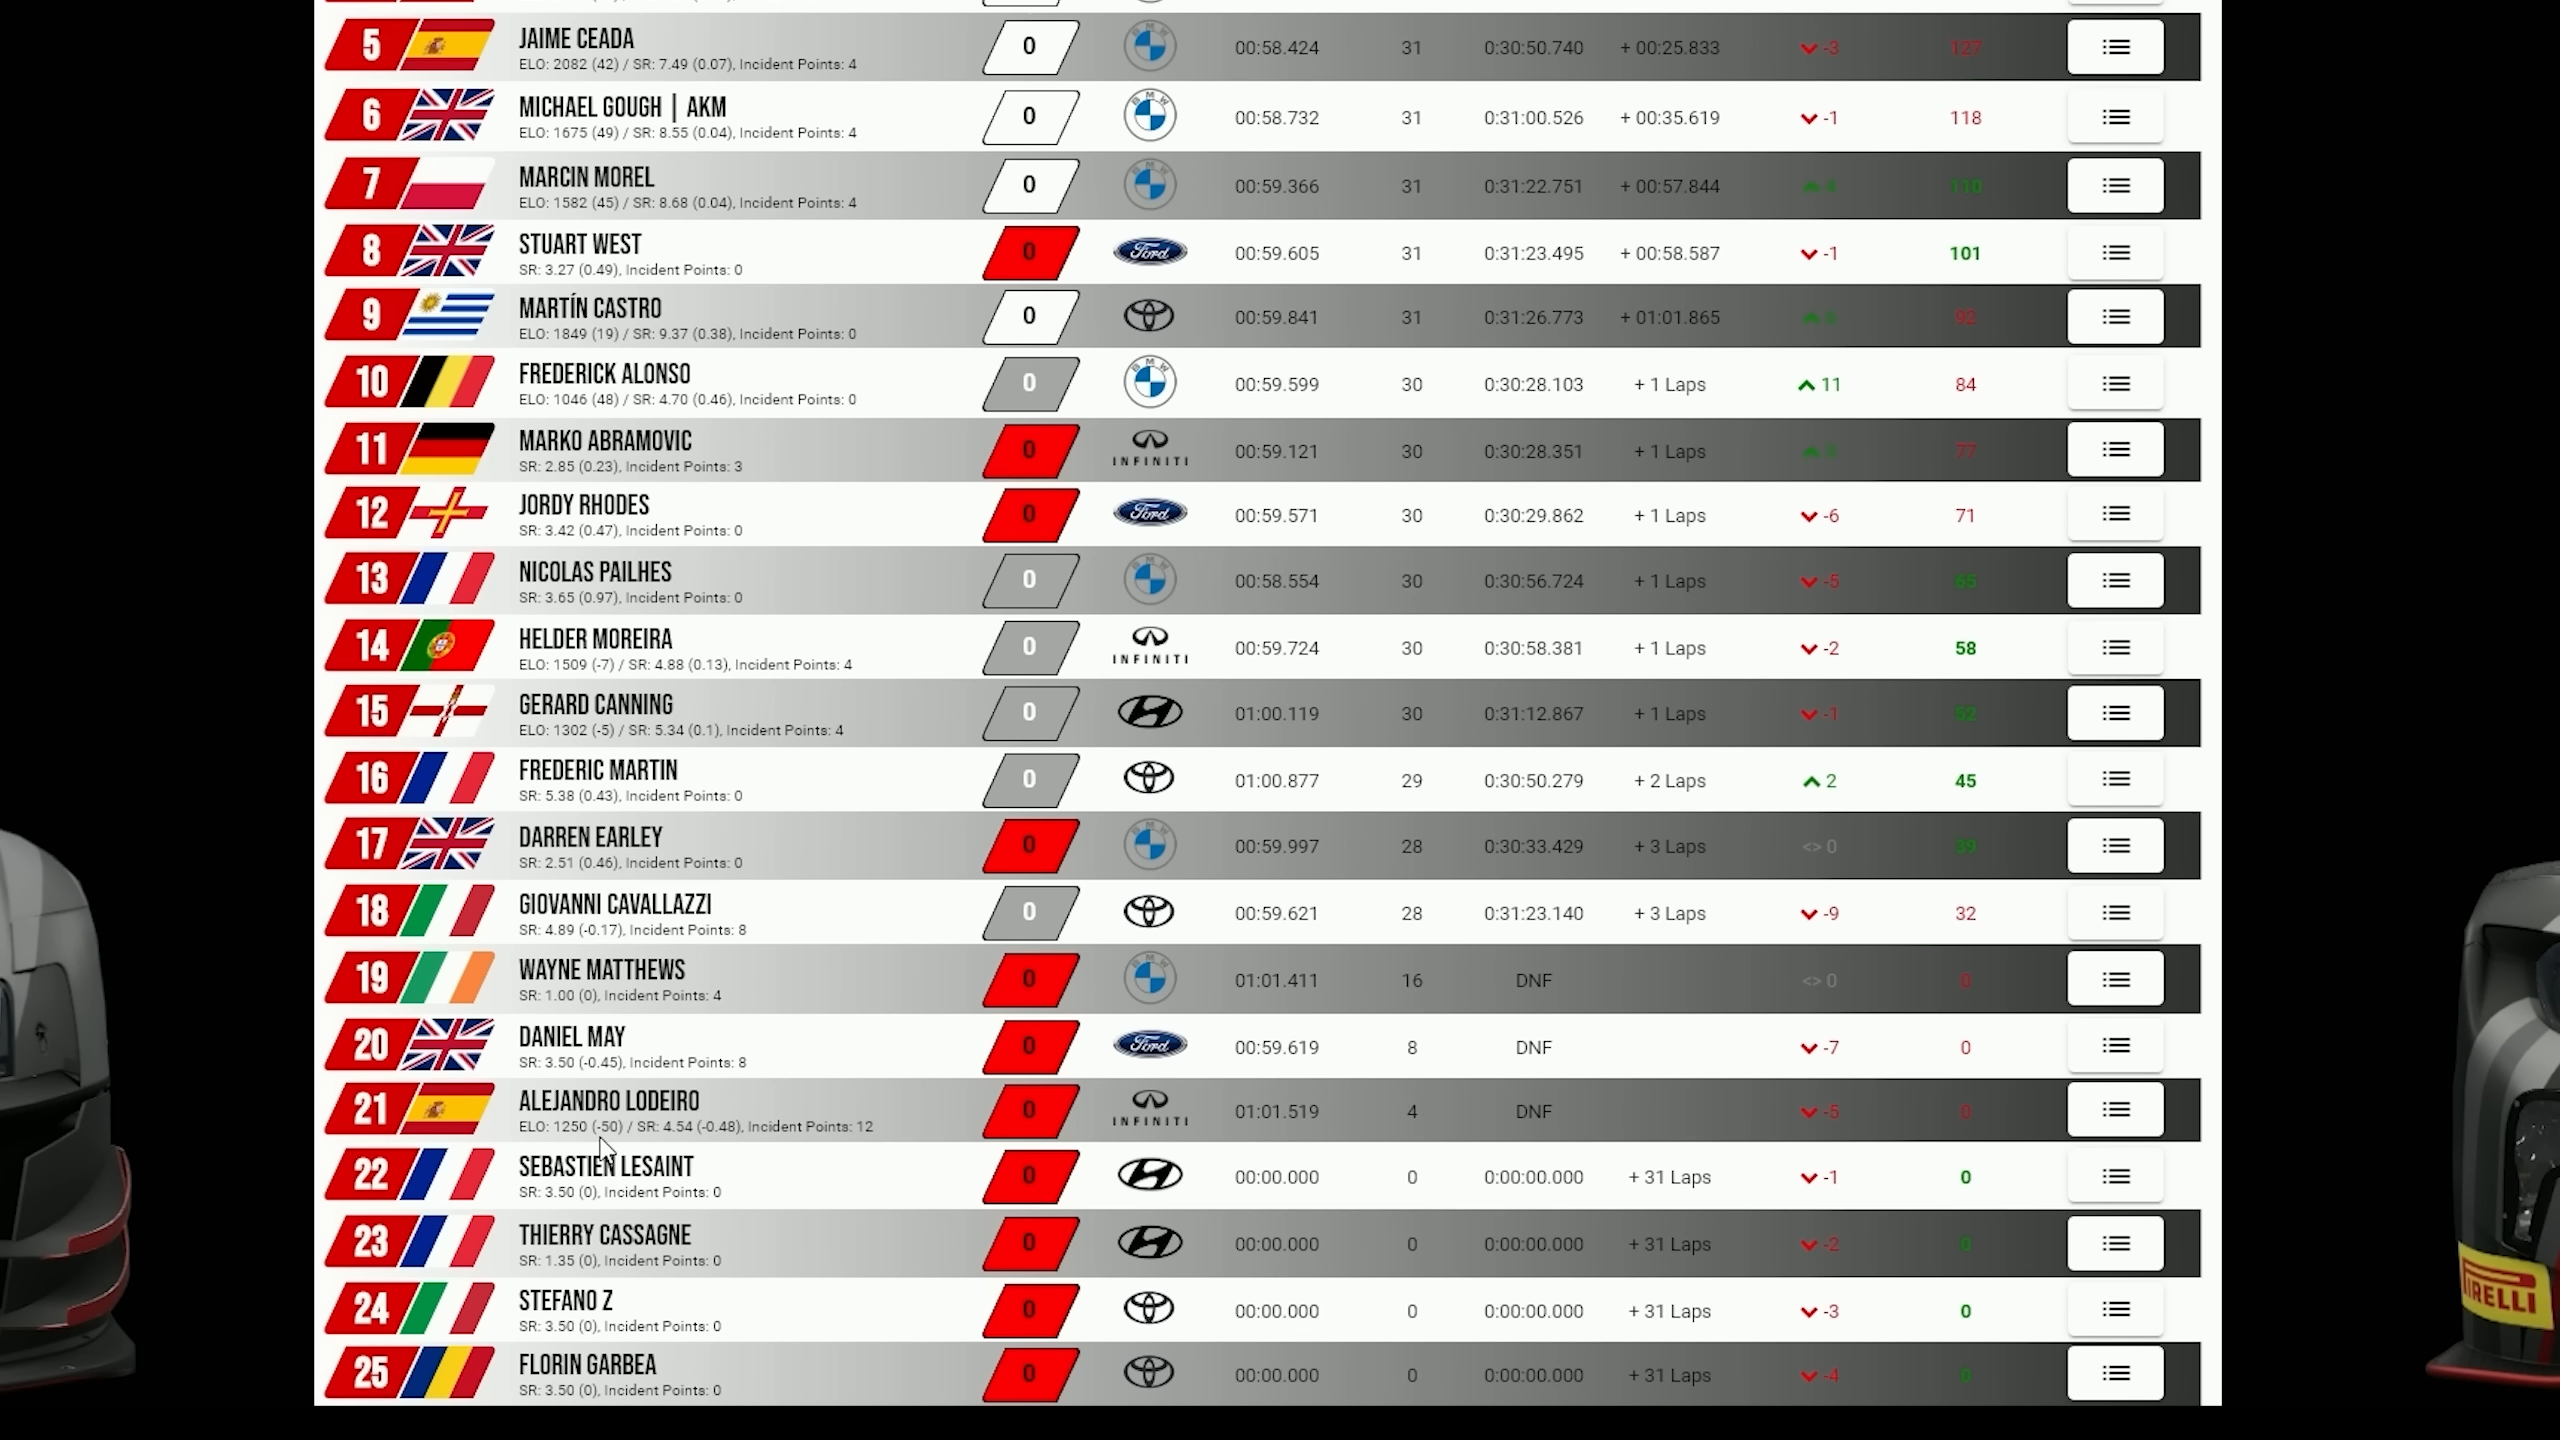 5 JAIME CEADA 0 00:58.424 31 0:30:50.740 + 00:25.833 -3 127
ELO: 2082 (42) / SR: 7.49 (0.07), Incident Points: 4
6 MICHAEL GOUGH | AKM 0 BMW 00:58.732 31 0:31:00.526 + 00:35.619 -1 118
ELO: 1675 (49) / SR: 8.55 (0.04), Incident Points: 4
7 MARCIN MOREL 0 00:59.366 31 0:31:22.751 + 00:57.844 110
ELO: 1582 (45) / SR: 8.68 (0.04), Incident Points: 4
8 STUART WEST 0 Ford 00:59.605 31 0:31:23.495 + 00:58.587 -1 101
SR: 3.27 (0.49), Incident Points: 0
9 MARTÍN CASTRO 0 00:59.841 31 0:31:26.773 + 01:01.865 92
ELO: 1849 (19) / SR: 9.37 (0.38), Incident Points: 0
10 FREDERICK ALONSO 0 BMW 00:59.599 30 0:30:28.103 + 1 Laps 11 84
ELO: 1046 (48) / SR: 4.70 (0.46), Incident Points: 0
11 MARKO ABRAMOVIC 0 INFINITI 00:59.121 30 0:30:28.351 + 1 Laps 77
SR: 2.85 (0.23), Incident Points: 3
12 JORDY RHODES 0 Ford 00:59.571 30 0:30:29.862 + 1 Laps -6 71
SR: 3.42 (0.47), Incident Points: 0
13 NICOLAS PAILHES 0 00:58.554 30 0:30:56.724 + 1 Laps -5 65
SR: 3.65 (0.97), Incident Points: 0
14 HELDER MOREIRA 0 INFINITI 00:59.724 30 0:30:58.381 + 1 Laps -2 58
ELO: 1509 (-7) / SR: 4.88 (0.13), Incident Points: 4
15 GERARD CANNING 0 01:00.119 30 0:31:12.867 + 1 Laps -1 52
ELO: 1302 (-5) / SR: 5.34 (0.1), Incident Points: 4
16 FREDERIC MARTIN 0 01:00.877 29 0:30:50.279 + 2 Laps 2 45
SR: 5.38 (0.43), Incident Points: 0
17 DARREN EARLEY 0 00:59.997 28 0:30:33.429 + 3 Laps <> 0 39
SR: 2.51 (0.46), Incident Points: 0
18 GIOVANNI CAVALLAZZI 0 00:59.621 28 0:31:23.140 + 3 Laps -9 32
SR: 4.89 (-0.17), Incident Points: 8
19 WAYNE MATTHEWS 0 01:01.411 16 DNF <> 0 0
SR: 1.00 (0), Incident Points: 4
20 DANIEL MAY 0 Ford 00:59.619 8 DNF -7 0
SR: 3.50 (-0.45), Incident Points: 8
21 ALEJANDRO LODEIRO 0 INFINITI 01:01.519 4 DNF -5 0
ELO: 1250 (-50) / SR: 4.54 (-0.48), Incident Points: 12
22 SEBASTIEN LESAINT 0 00:00.000 0 0:00:00.000 + 31 Laps -1 0
SR: 3.50 (0), Incident Points: 0
23 THIERRY CASSAGNE 0 00:00.000 0 0:00:00.000 + 31 Laps -2 0
SR: 1.35 (0), Incident Points: 0
24 STEFANO Z 0 00:00.000 0 0:00:00.000 + 31 Laps -3 0
SR: 3.50 (0), Incident Points: 0
25 FLORIN GARBEA 0 00:00.000 0 0:00:00.000 + 31 Laps -4 0
SR: 3.50 (0), Incident Points: 0
IRELLI